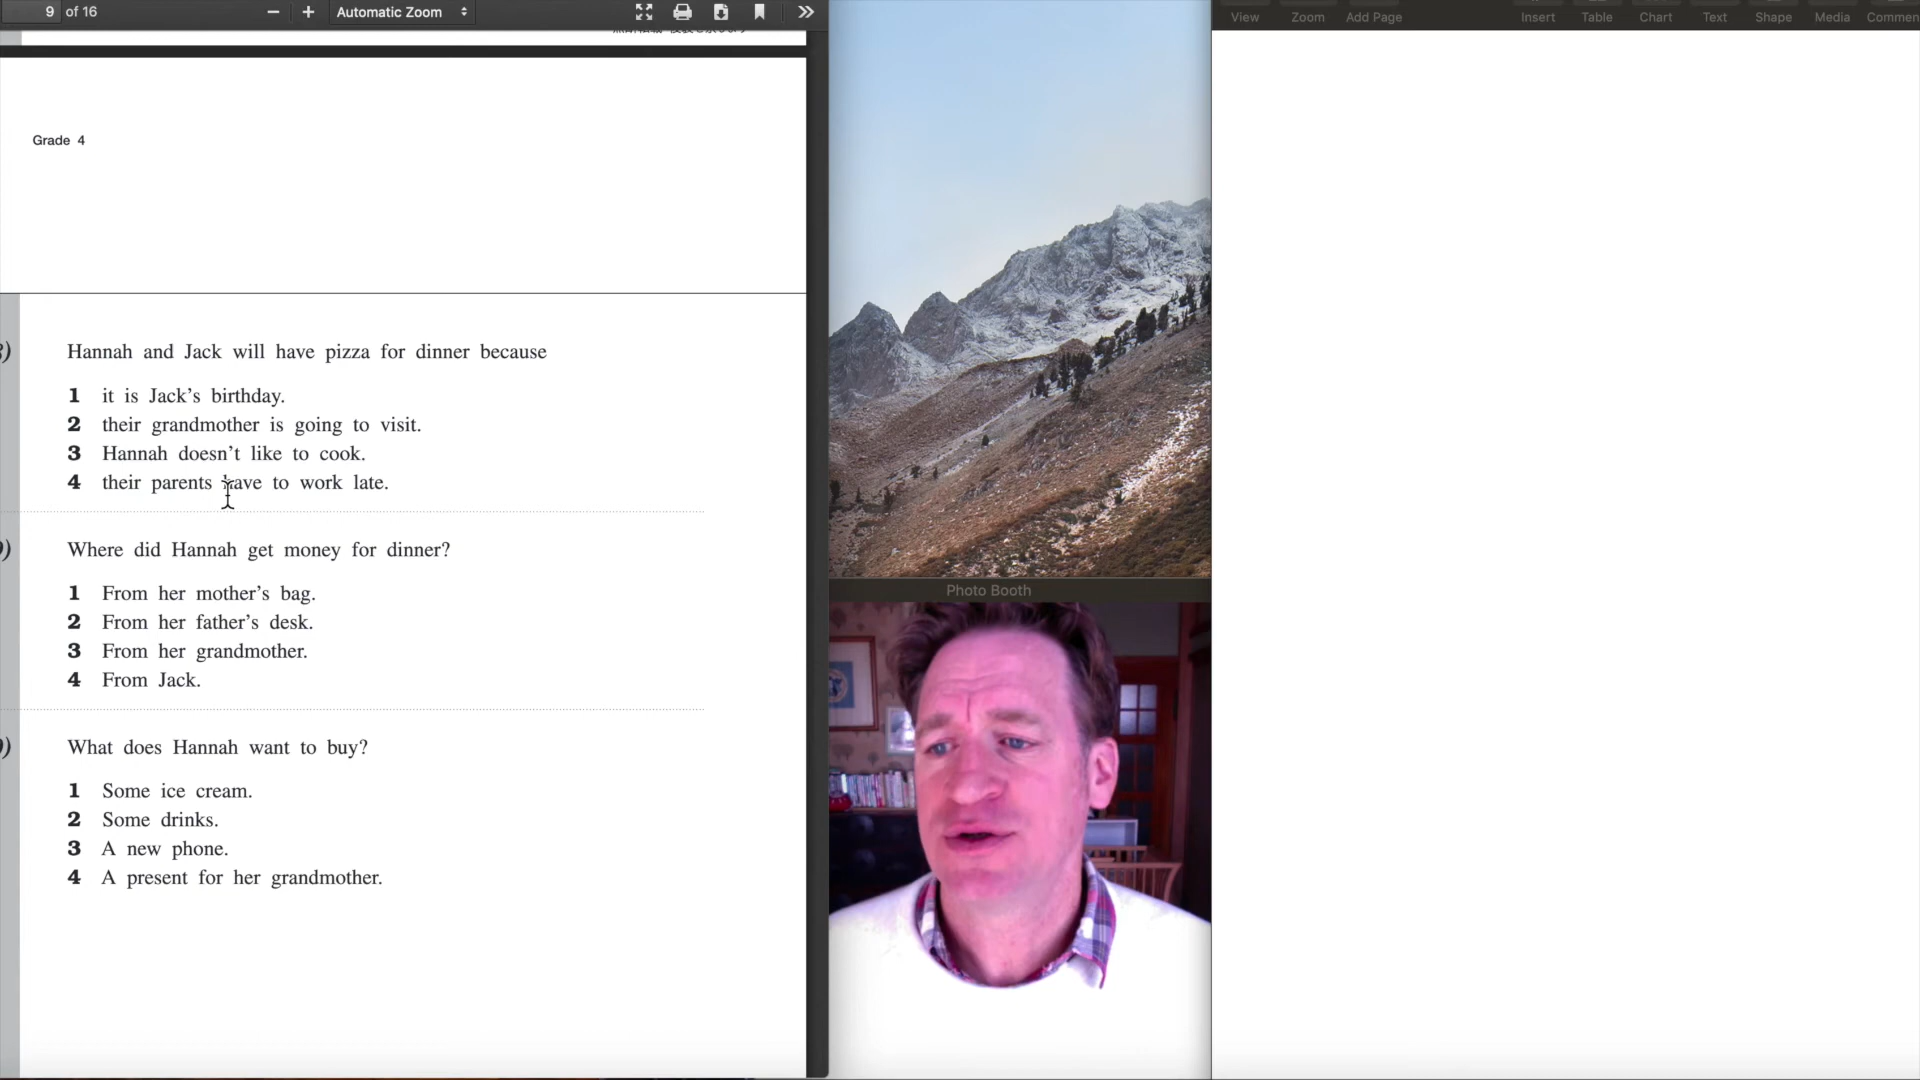 9 of 16
Automatic Zoom
View Zoom Add Page Insert Table Chart Text Shape Media Commen
Grade 4
Hannah and Jack will have pizza for dinner because
1 it is Jack's birthday.
2 their grandmother is going to visit.
3 Hannah doesn't like to cook.
4 their parents have to work late.
Where did Hannah get money for dinner?
1 From her mother's bag.
2 From her father's desk.
3 From her grandmother.
4 From Jack.
What does Hannah want to buy?
1 Some ice cream.
2 Some drinks.
3 A new phone.
4 A present for her grandmother.
Photo Booth